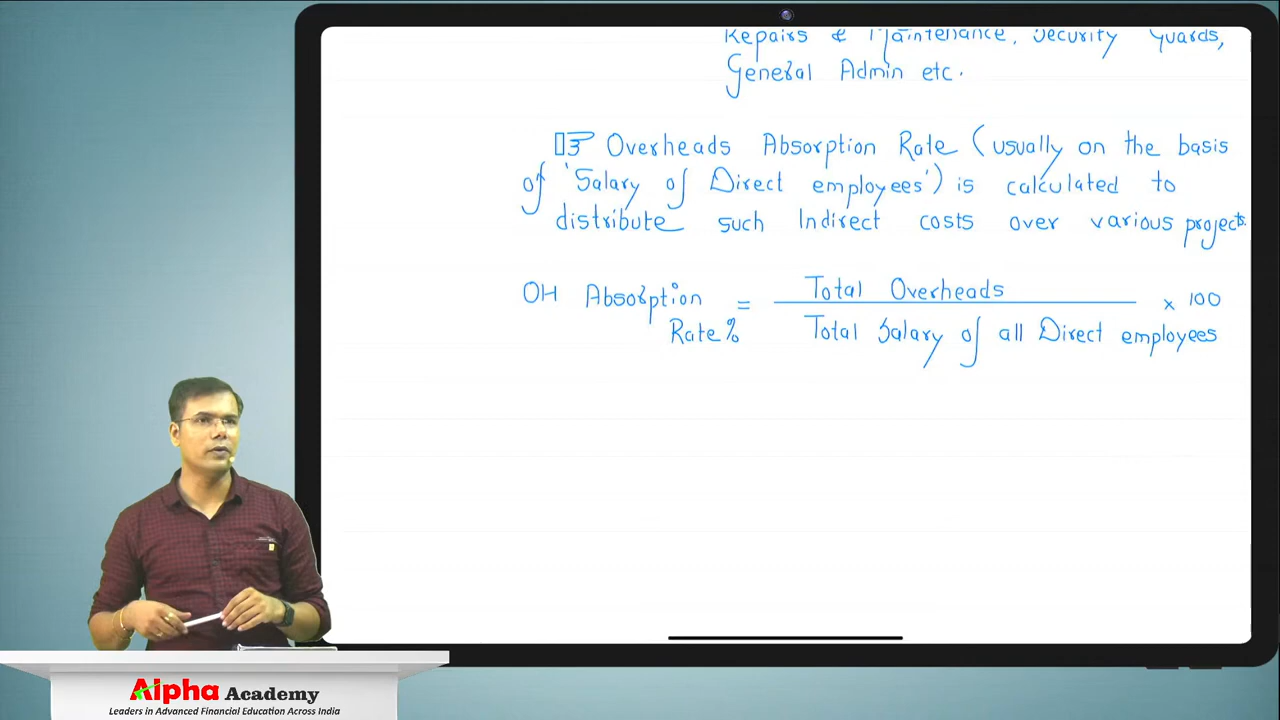 Repairs & Maintenance, Security Guards,
General Admin etc.
Overheads Absorption Rate (usually on the basis
of 'Salary of Direct employees') is calculated to
distribute such Indirect costs over various projects.
OH Absorption Rate% = Total Overheads / Total Salary of all Direct employees × 100
Alpha Academy
Leaders in Advanced Financial Education Across India